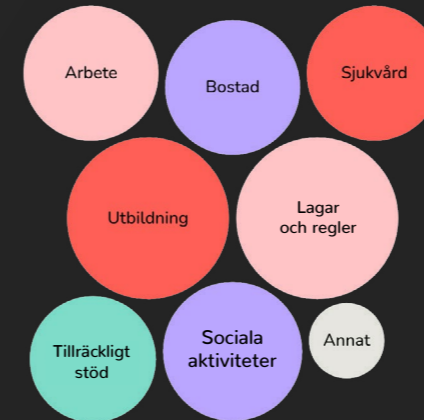 Arbete
Bostad
Sjukvård
Utbildning
Lagar
och regler
Tillräckligt
stöd
Sociala
aktiviteter
Annat